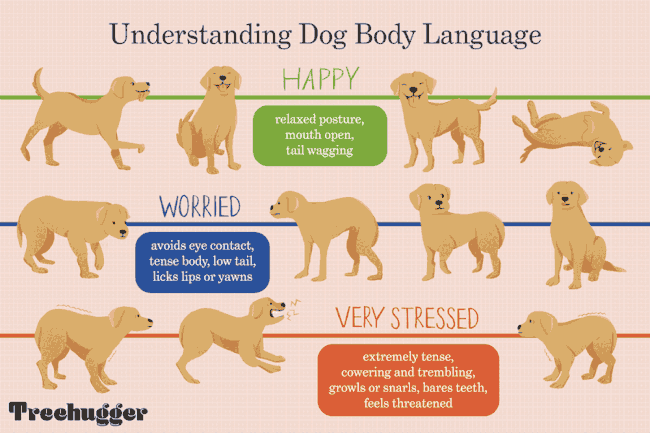 Understanding Dog Body Language
HAPPY
relaxed posture,
mouth open,
tail wagging
WORRIED
avoids eye contact,
tense body, low tail,
licks lips or yawns
VERY STRESSED
extremely tense,
cowering and trembling,
growls or snarls, bares teeth,
feels threatened
Treehugger